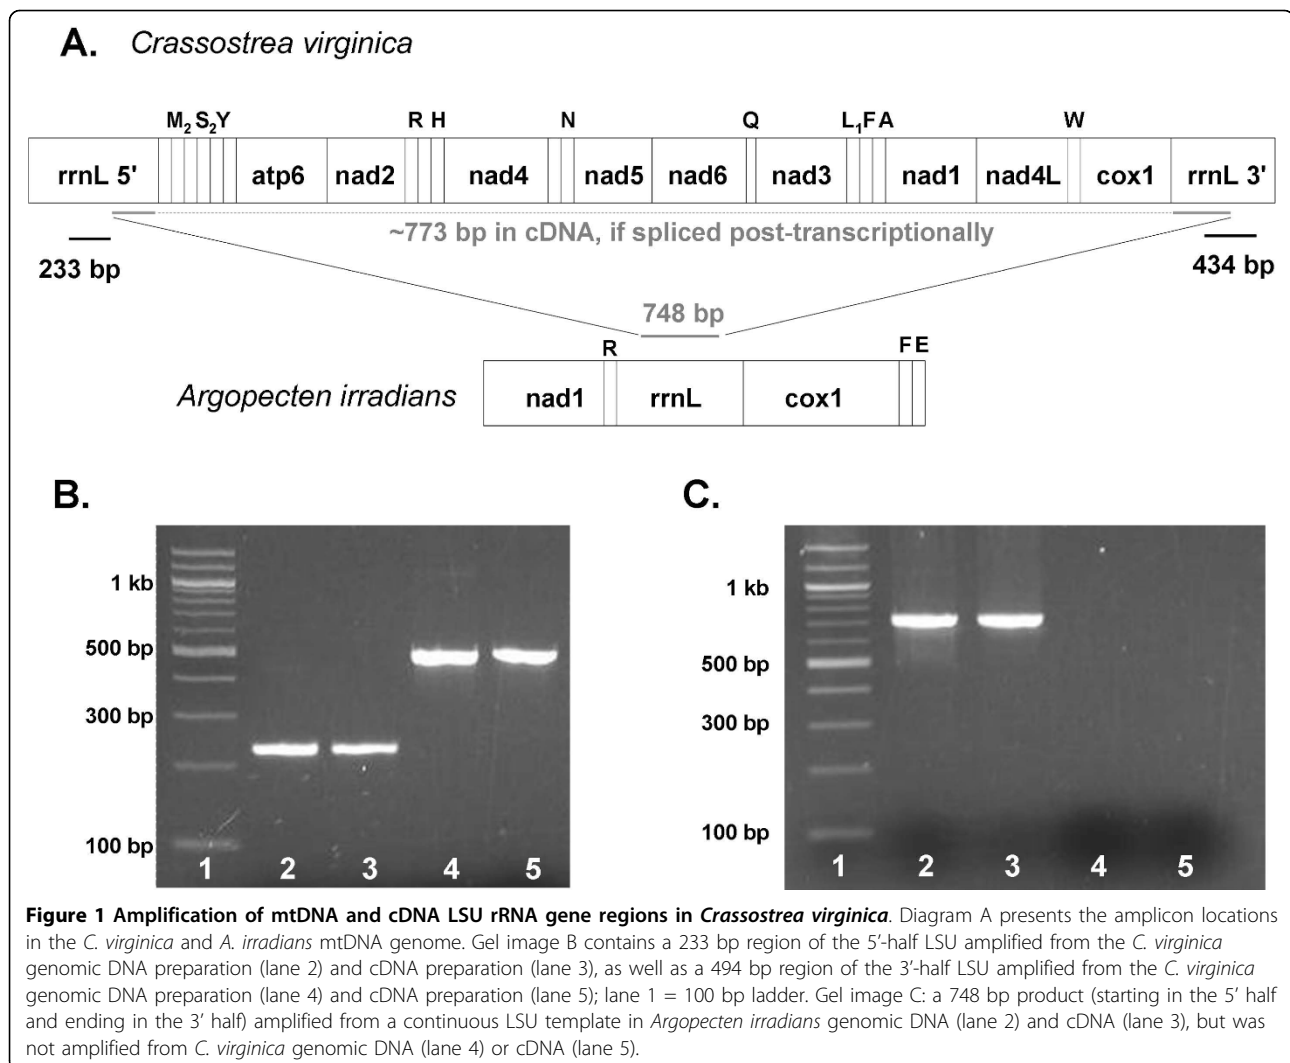 A. Crassostrea virginica
M2 S2 Y R H N Q L1 F A W
rrnL 5' atp6 nad2 nad4 nad5 nad6 nad3 nad1 nad4L cox1 rrnL 3'
~773 bp in cDNA, if spliced post-transcriptionally
233 bp 434 bp
748 bp
R F E
Argopecten irradians nad1 rrnL cox1
B.
1 kb
500 bp
300 bp
100 bp
1 2 3 4 5
C.
1 kb
500 bp
300 bp
100 bp
1 2 3 4 5
Figure 1 Amplification of mtDNA and cDNA LSU rRNA gene regions in Crassostrea virginica. Diagram A presents the amplicon locations
in the C. virginica and A. irradians mtDNA genome. Gel image B contains a 233 bp region of the 5'-half LSU amplified from the C. virginica
genomic DNA preparation (lane 2) and cDNA preparation (lane 3), as well as a 494 bp region of the 3'-half LSU amplified from the C. virginica
genomic DNA preparation (lane 4) and cDNA preparation (lane 5); lane 1 = 100 bp ladder. Gel image C: a 748 bp product (starting in the 5' half
and ending in the 3' half) amplified from a continuous LSU template in Argopecten irradians genomic DNA (lane 2) and cDNA (lane 3), but was
not amplified from C. virginica genomic DNA (lane 4) or cDNA (lane 5).